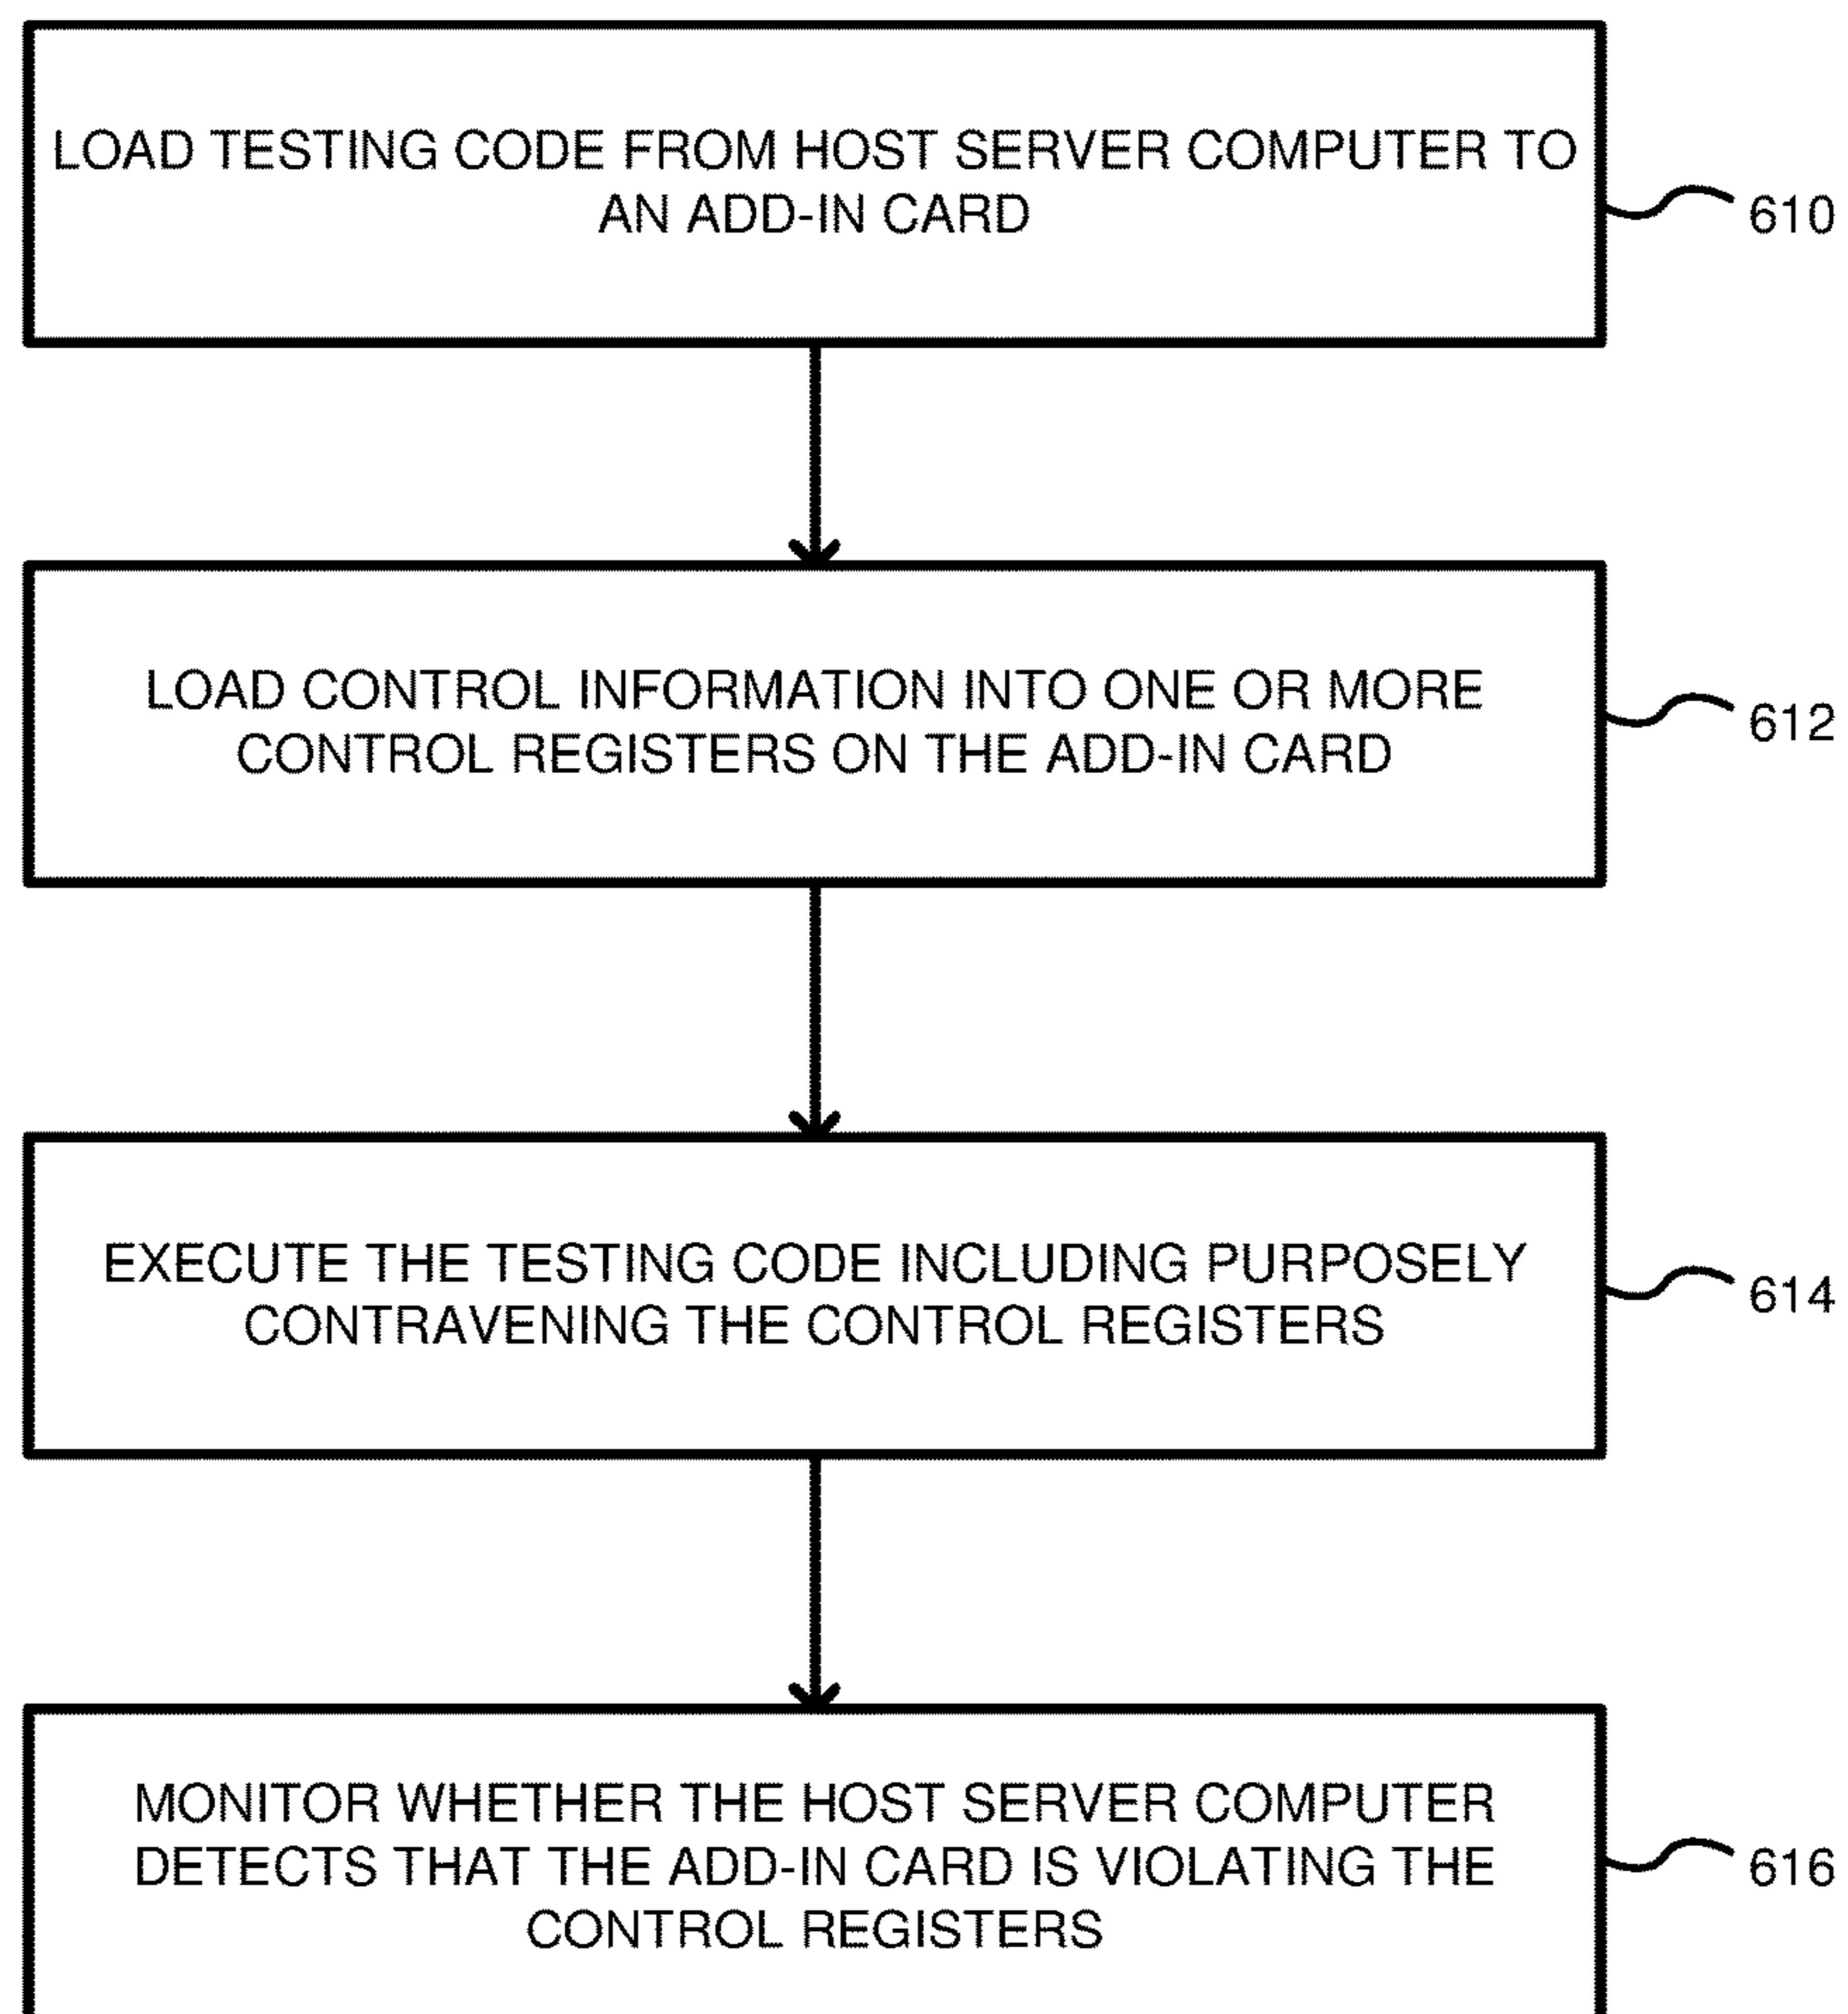 LOAD TESTING CODE FROM HOST SERVER COMPUTER TO
AN ADD-IN CARD
610
LOAD CONTROL INFORMATION INTO ONE OR MORE
CONTROL REGISTERS ON THE ADD-IN CARD
612
EXECUTE THE TESTING CODE INCLUDING PURPOSELY
CONTRAVENING THE CONTROL REGISTERS
614
MONITOR WHETHER THE HOST SERVER COMPUTER
DETECTS THAT THE ADD-IN CARD IS VIOLATING THE
CONTROL REGISTERS
616